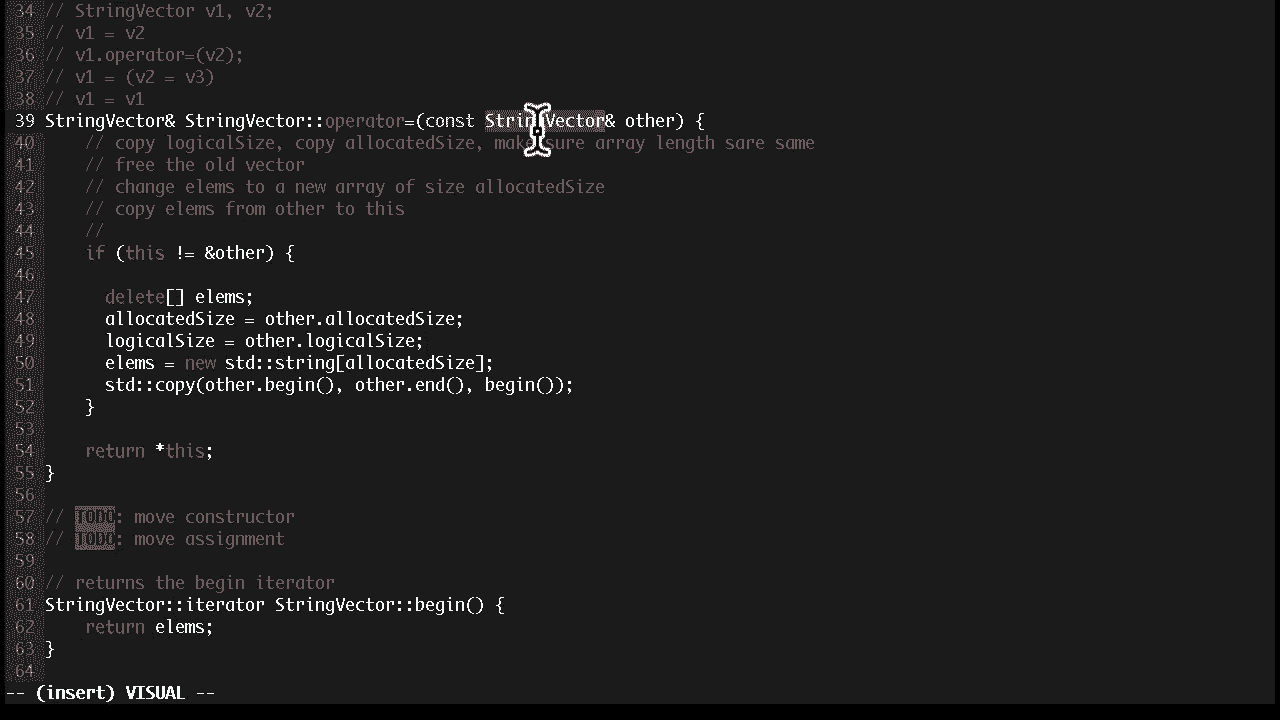 34 // StringVector v1, v2;
35 // v1 = v2
36 // v1.operator=(v2);
37 // v1 = (v2 = v3)
38 // v1 = v1
39 StringVector& StringVector::operator=(const StringVector& other) {
40     // copy logicalSize, copy allocatedSize, make sure array length sare same
41     // free the old vector
42     // change elems to a new array of size allocatedSize
43     // copy elems from other to this
44     //
45     if (this != &other) {
46
47       delete[] elems;
48       allocatedSize = other.allocatedSize;
49       logicalSize = other.logicalSize;
50       elems = new std::string[allocatedSize];
51       std::copy(other.begin(), other.end(), begin());
52     }
53
54     return *this;
55 }
56
57 // TODO: move constructor
58 // TODO: move assignment
59
60 // returns the begin iterator
61 StringVector::iterator StringVector::begin() {
62     return elems;
63 }
64
-- (insert) VISUAL --